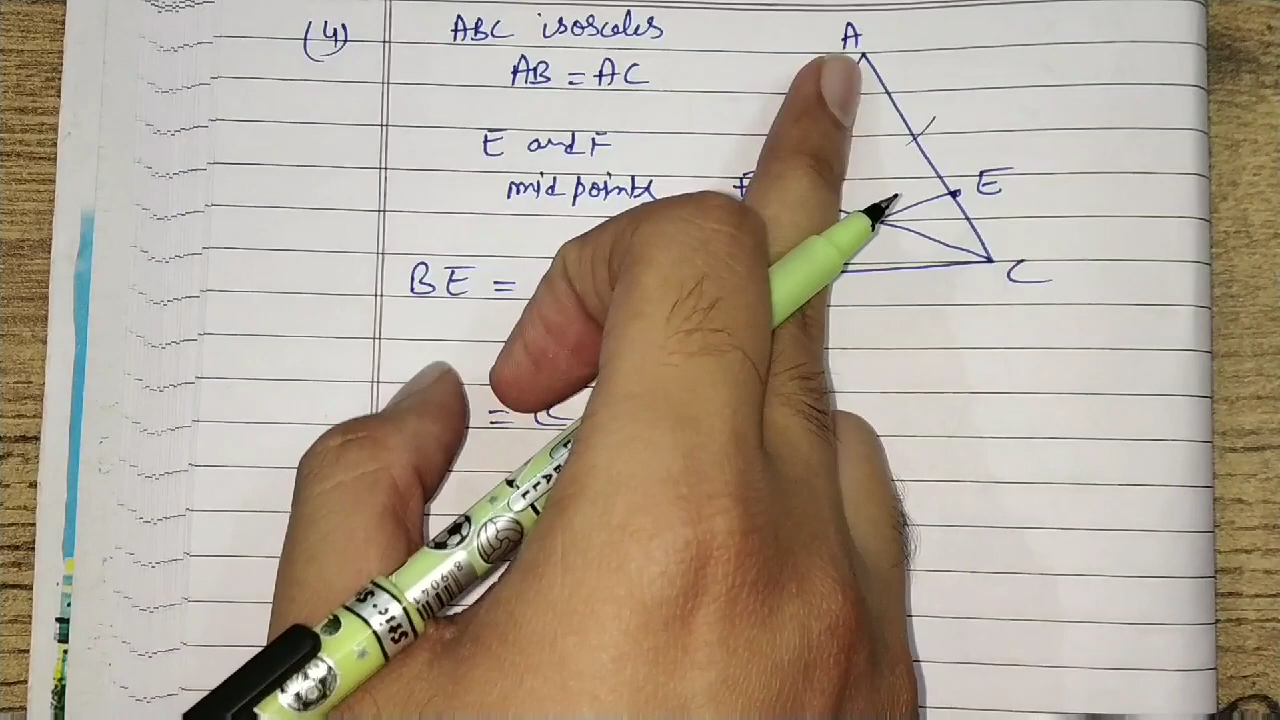 (4)
ABC isosceles
AB = AC
E and F
mid points
BE =
= C
A
F
E
C